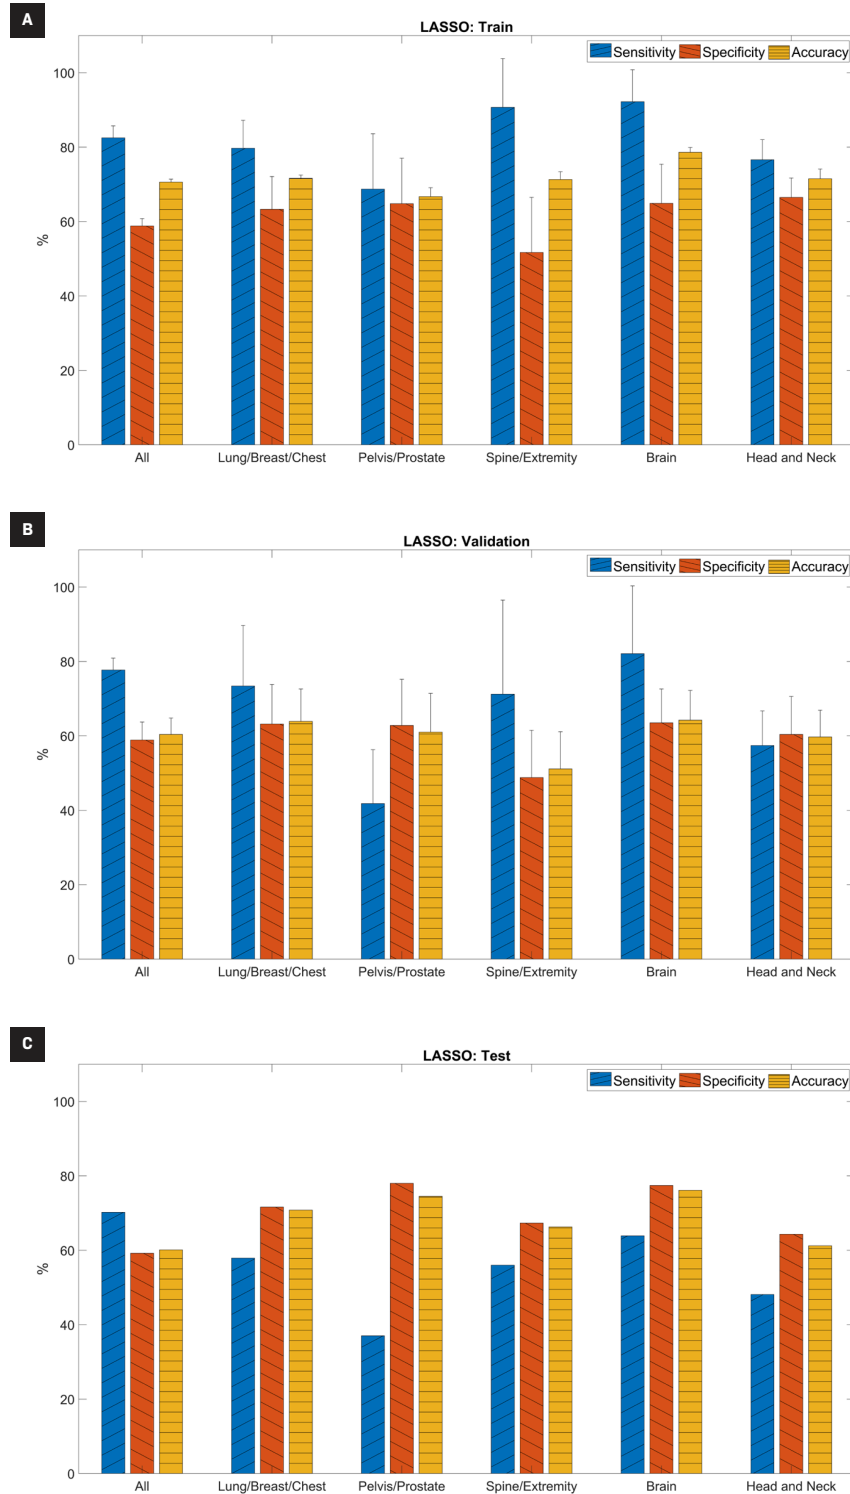 A
LASSO: Train
Sensitivity Specificity Accuracy
100
80
60
40
20
0
%
All Lung/Breast/Chest Pelvis/Prostate Spine/Extremity Brain Head and Neck
B
LASSO: Validation
Sensitivity Specificity Accuracy
100
80
60
40
20
0
%
All Lung/Breast/Chest Pelvis/Prostate Spine/Extremity Brain Head and Neck
C
LASSO: Test
Sensitivity Specificity Accuracy
100
80
60
40
20
0
%
All Lung/Breast/Chest Pelvis/Prostate Spine/Extremity Brain Head and Neck